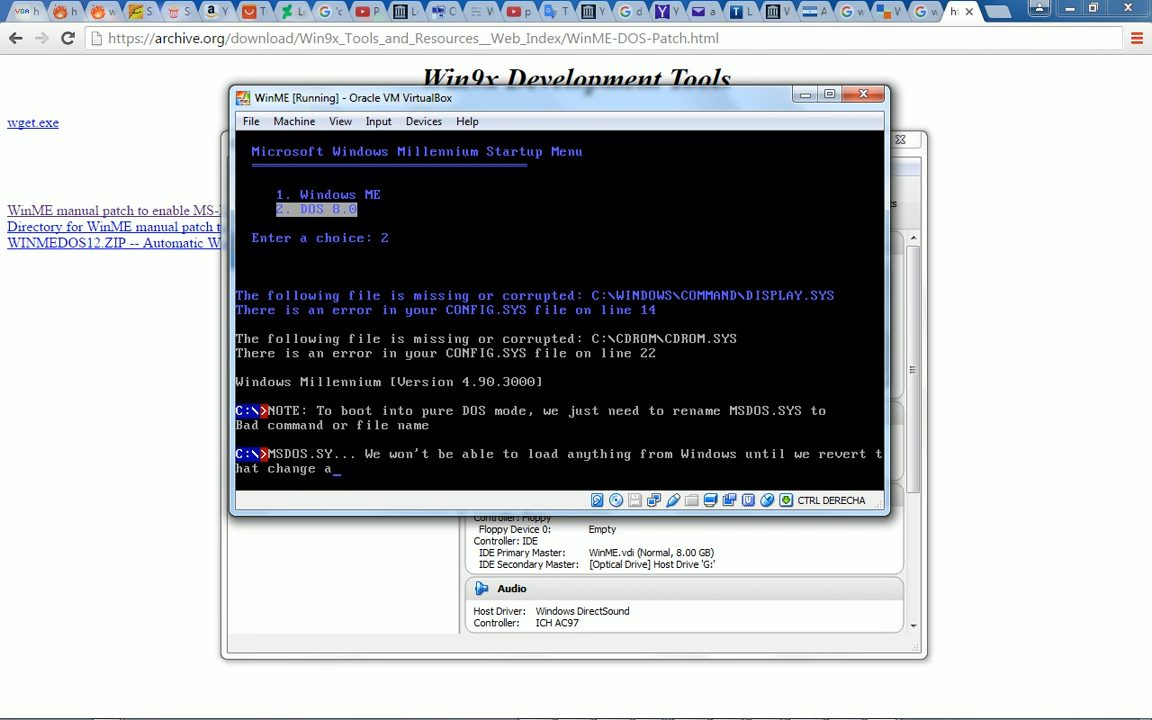 https://archive.org/download/Win9x_Tools_and_Resources__Web_Index/WinME-DOS-Patch.html
Win9x Development Tools
wget.exe
WinME manual patch to enable MS-
Directory for WinME manual patch t
WINMEDOS12.ZIP -- Automatic W
WinME [Running] - Oracle VM VirtualBox
File Machine View Input Devices Help
Microsoft Windows Millennium Startup Menu
1. Windows ME
2. DOS 8.0
Enter a choice: 2
The following file is missing or corrupted: C:\WINDOWS\COMMAND\DISPLAY.SYS
There is an error in your CONFIG.SYS file on line 14
The following file is missing or corrupted: C:\CDROM\CDROM.SYS
There is an error in your CONFIG.SYS file on line 22
Windows Millennium [Version 4.90.3000]
C:\>NOTE: To boot into pure DOS mode, we just need to rename MSDOS.SYS to
Bad command or file name
C:\>MSDOS.SY... We won't be able to load anything from Windows until we revert t
hat change a_
CTRL DERECHA
Controller: Floppy
Floppy Device 0: Empty
Controller: IDE
IDE Primary Master: WinME.vdi (Normal, 8.00 GB)
IDE Secondary Master: [Optical Drive] Host Drive 'G:'
Audio
Host Driver: Windows DirectSound
Controller: ICH AC97